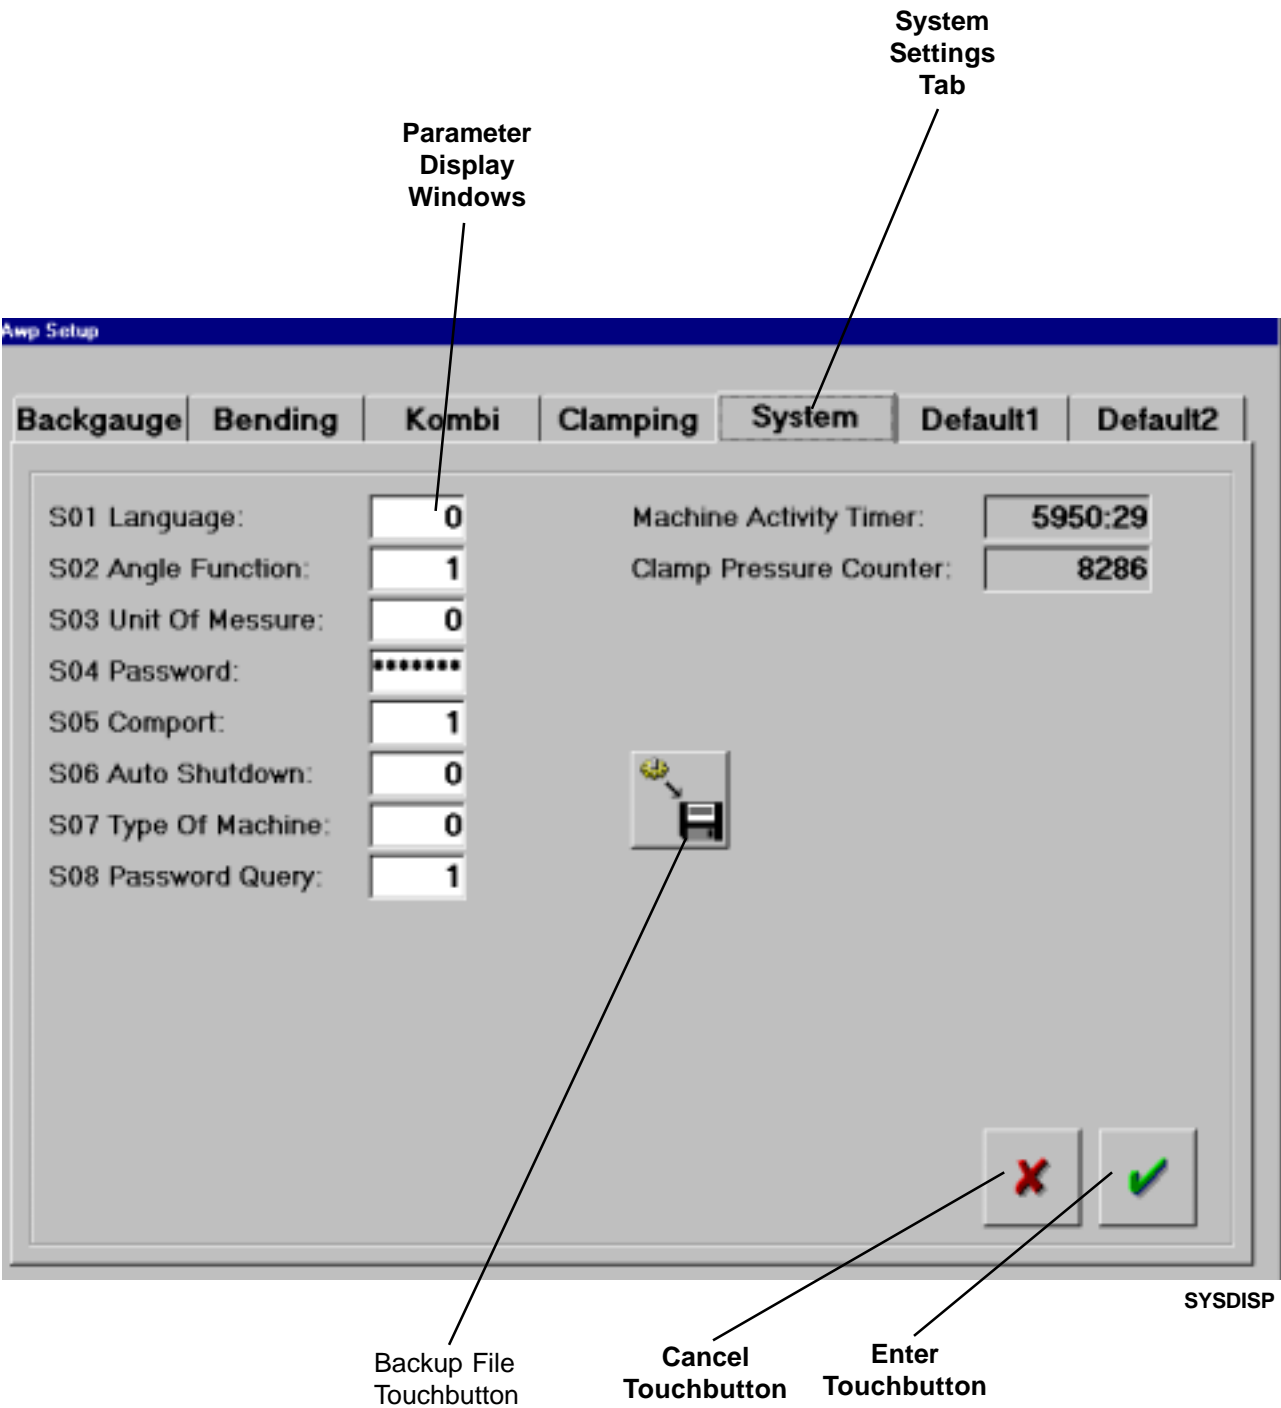 System
Settings
Tab
Parameter
Display
Windows
Awp Setup
Backgauge Bending Kombi Clamping System Default1 Default2
S01 Language: 0 Machine Activity Timer: 5950:29
S02 Angle Function: 1 Clamp Pressure Counter: 8286
S03 Unit Of Messure: 0
S04 Password: *******
S05 Comport: 1
S06 Auto Shutdown: 0
S07 Type Of Machine: 0
S08 Password Query: 1
SYSDISP
Backup File
Touchbutton
Cancel
Touchbutton
Enter
Touchbutton